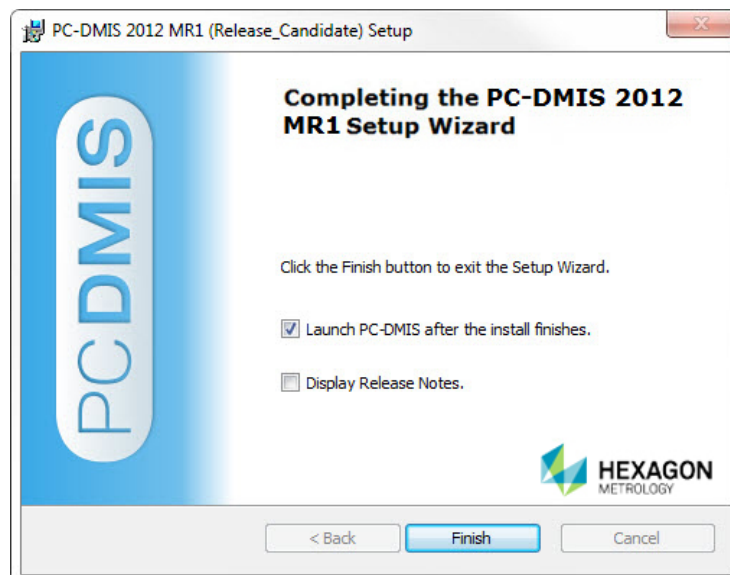 PC-DMIS 2012 MR1 (Release_Candidate) Setup
PCDMIS
Completing the PC-DMIS 2012
MR1 Setup Wizard
Click the Finish button to exit the Setup Wizard.
Launch PC-DMIS after the install finishes.
Display Release Notes.
HEXAGON
METROLOGY
< Back
Finish
Cancel